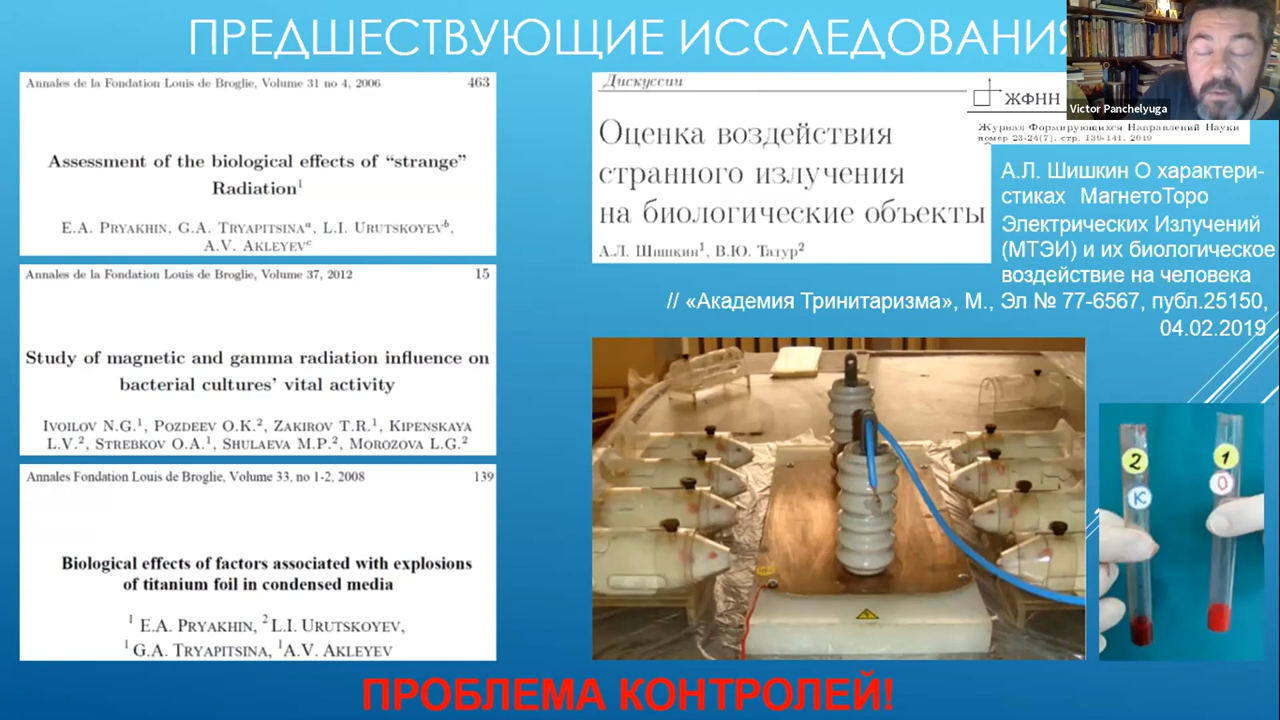 ПРЕДШЕСТВУЮЩИЕ ИССЛЕДОВАНИЯ
Victor Panchelyuga
Annales de la Fondation Louis de Broglie, Volume 31 no 4, 2006 463
Assessment of the biological effects of “strange”
Radiation¹
E.A. PRYAKHIN, G.A. TRYAPITSINAᵃ, L.I. URUTSKOYEVᵇ,
A.V. AKLEYEVᶜ
Annales de la Fondation Louis de Broglie, Volume 37, 2012 15
Study of magnetic and gamma radiation influence on
bacterial cultures’ vital activity
IVOILOV N.G.¹, POZDEEV O.K.², ZAKIROV T.R.¹, KIPENSKAYA
L.V.², STREBKOV O.A.¹, SHULAEVA M.P.², MOROZOVA L.G.²
Annales Fondation Louis de Broglie, Volume 33, no 1-2, 2008 139
Biological effects of factors associated with explosions
of titanium foil in condensed media
¹ E.A. PRYAKHIN, ²L.I. URUTSKOYEV,
¹G.A. TRYAPITSINA, ¹A.V. AKLEYEV
Дискуссии
ЖФНН
Журнал Формирующихся Направлений Науки
номер 23-24(7), стр. 139-141, 2019
Оценка воздействия
странного излучения
на биологические объекты
А.Л. Шишкин¹, В.Ю. Татур²
А.Л. Шишкин О характери-
стиках МагнетоТоро
Электрических Излучений
(МТЭИ) и их биологическое
воздействие на человека
// «Академия Тринитаризма», М., Эл № 77-6567, публ.25150,
04.02.2019
2
К
1
О
ПРОБЛЕМА КОНТРОЛЕЙ!